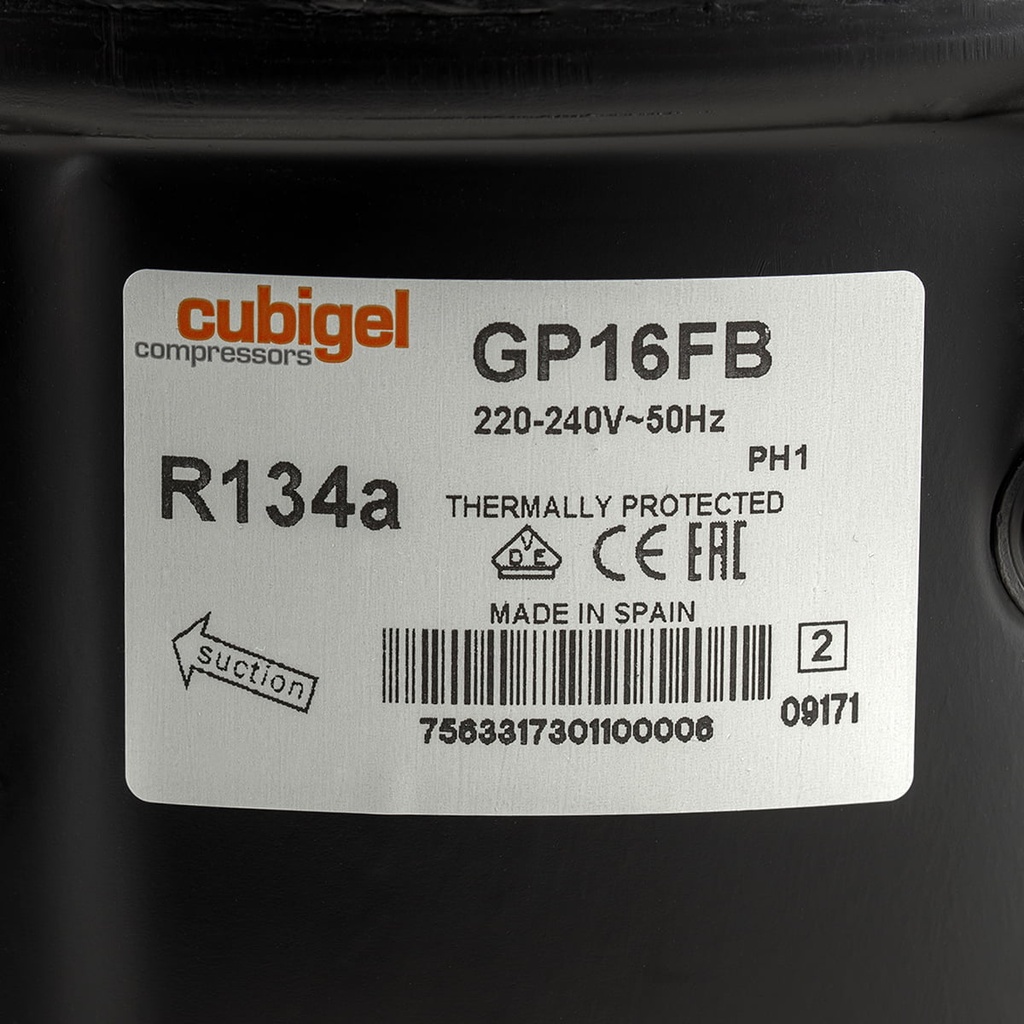 cubigel
compressors
GP16FB
220-240V~50Hz
PH1
R134a
THERMALLY PROTECTED
VDE CE EAC
MADE IN SPAIN
suction
2
7563317301100006
09171